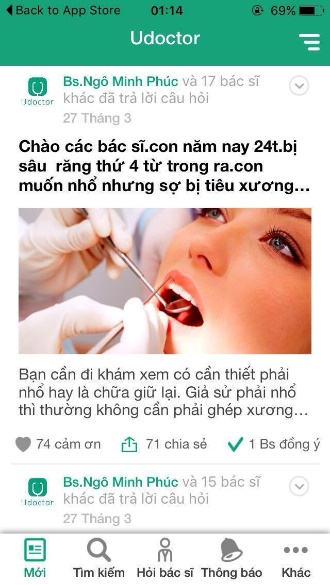 Back to App Store 01:14 69%
Udoctor
Bs.Ngô Minh Phúc và 17 bác sĩ
khác đã trả lời câu hỏi
Udoctor
27 Tháng 3
Chào các bác sĩ.con năm nay 24t.bị
sâu răng thứ 4 từ trong ra.con
muốn nhổ nhưng sợ bị tiêu xương...
Bạn cần đi khám xem có cần thiết phải
nhổ hay là chữa giữ lại. Giả sử phải nhổ
thì thường không cần phải ghép xương...
74 cảm ơn 71 chia sẻ 1 Bs đồng ý
Bs.Ngô Minh Phúc và 15 bác sĩ
khác đã trả lời câu hỏi
Udoctor
27 Tháng 3
Mới Tìm kiếm Hỏi bác sĩ Thông báo Khác